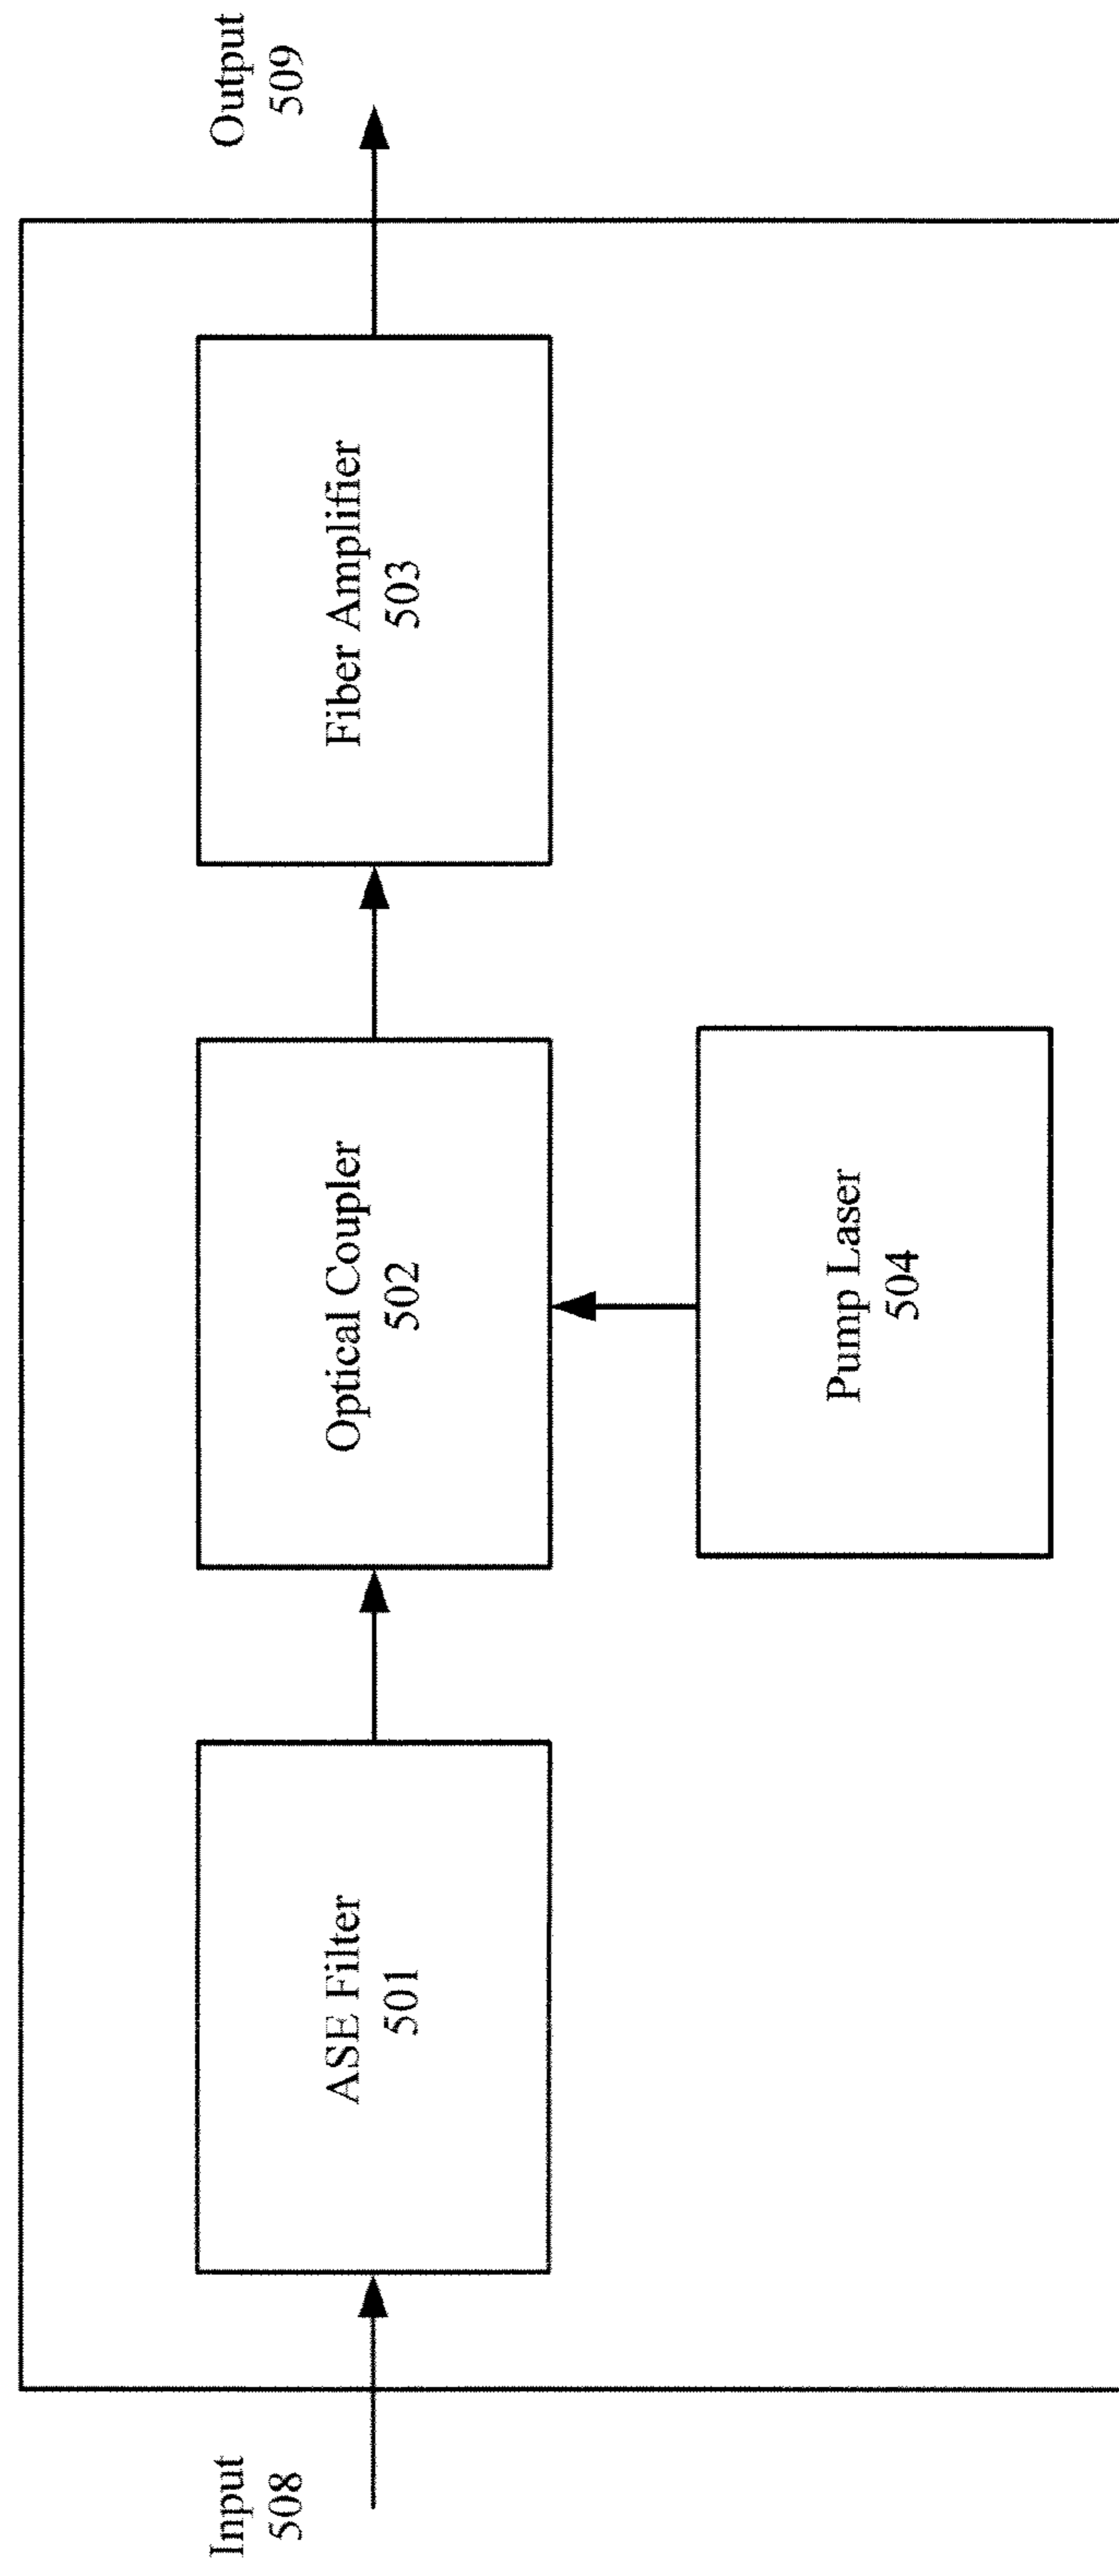 Input
508
ASE Filter
501
Optical Coupler
502
Fiber Amplifier
503
Output
509
Pump Laser
504